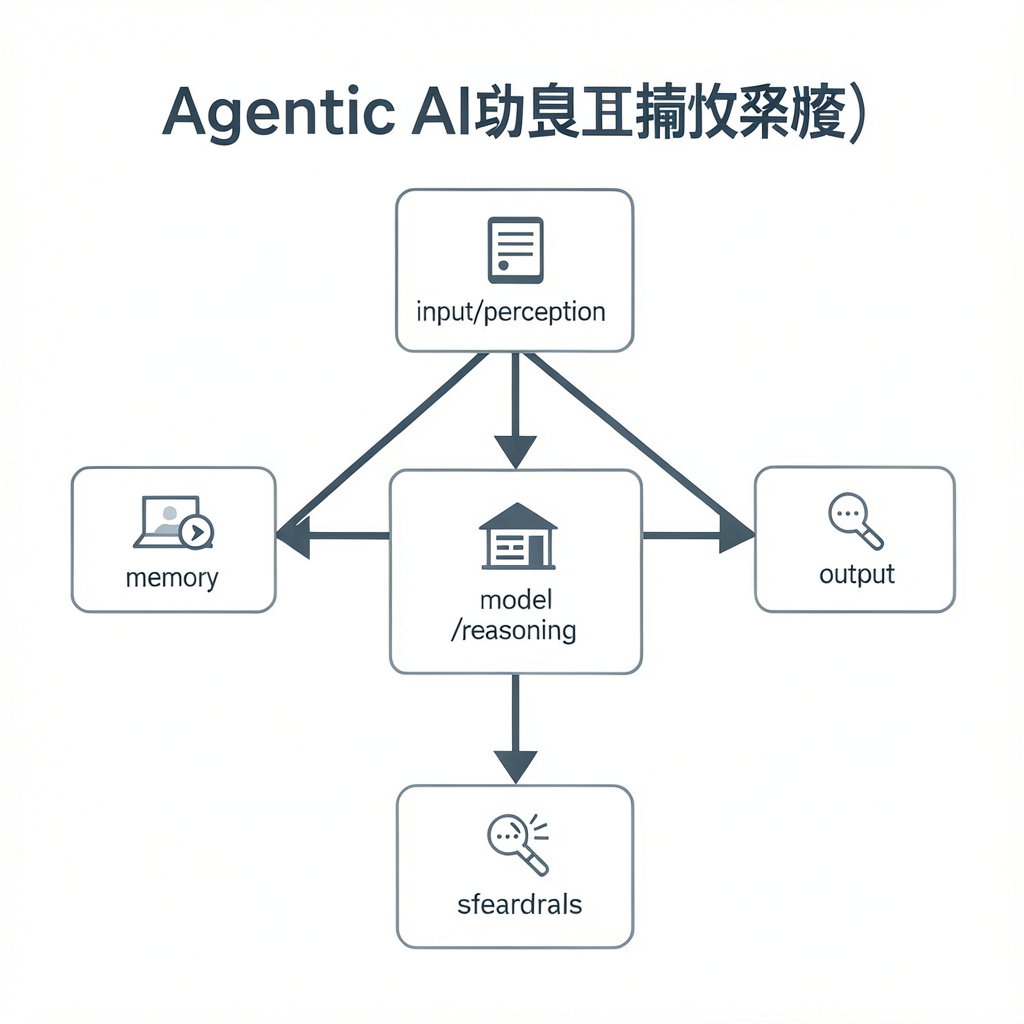 Agentic AI
input/perception
memory
model
/reasoning
output
sfeardrals